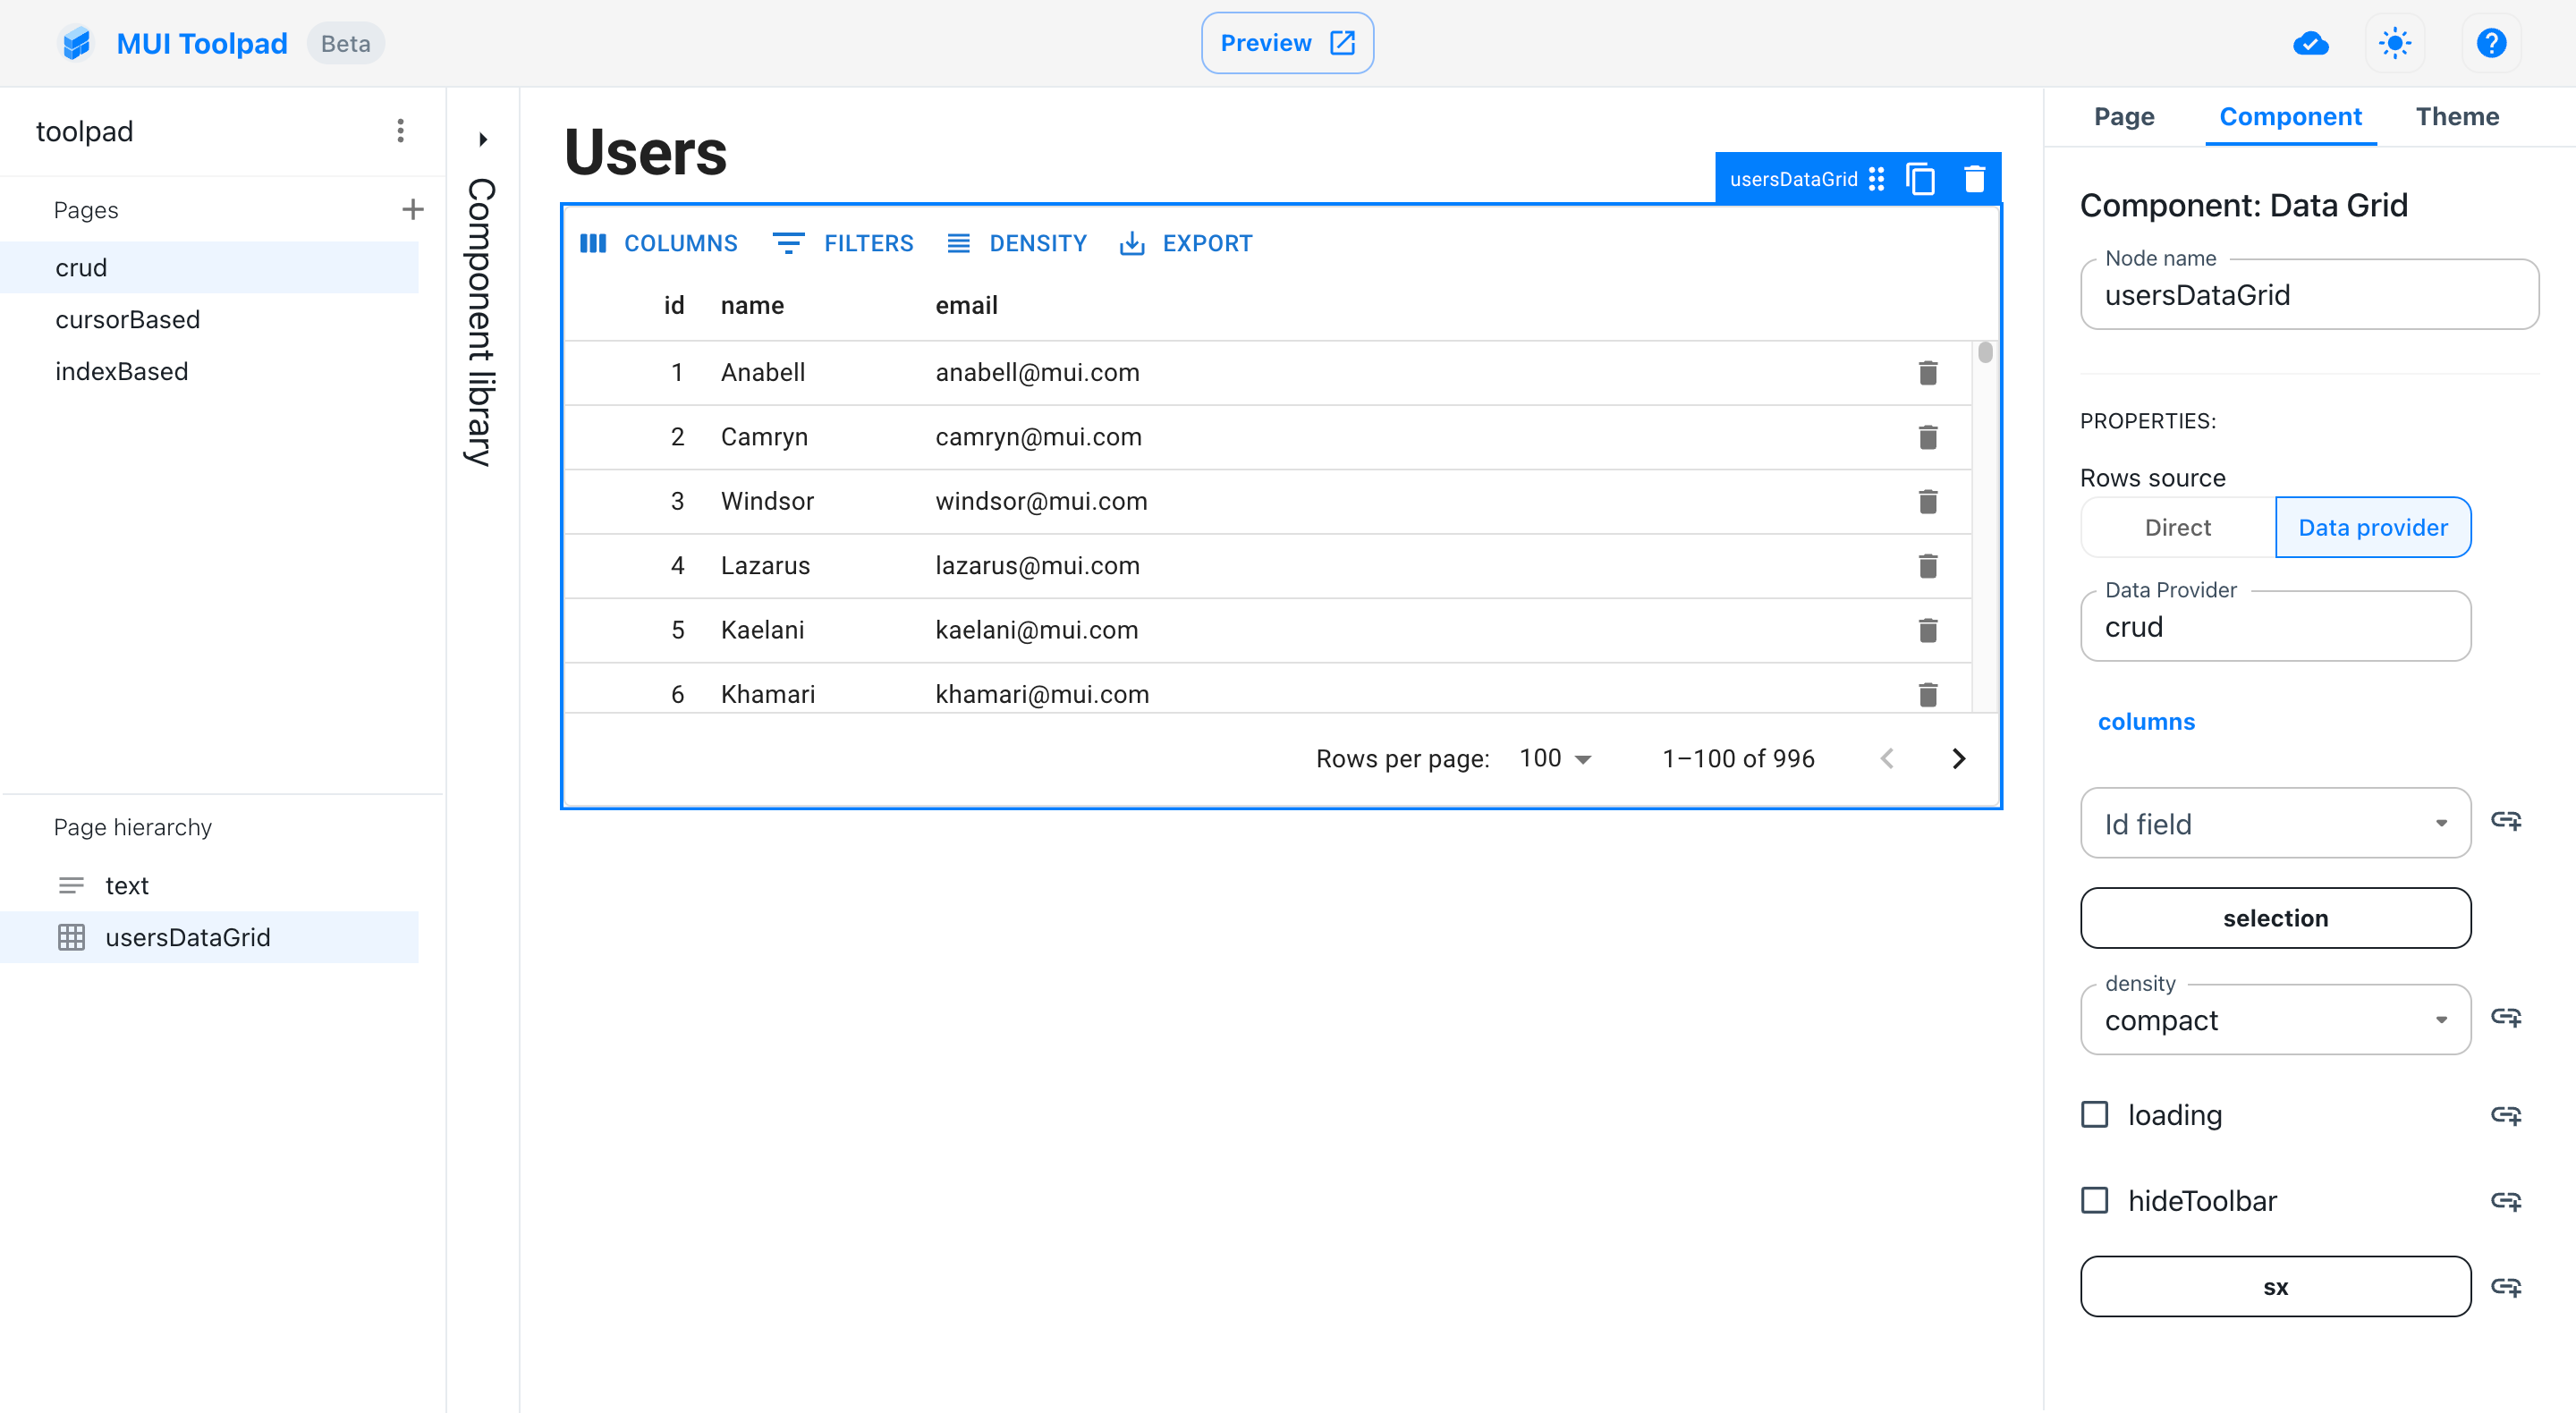 MUI Toolpad Beta
Preview
toolpad
Pages
crud
cursorBased
indexBased
Page hierarchy
text
usersDataGrid
Component library
Users
usersDataGrid
COLUMNS FILTERS DENSITY EXPORT
id name email
1 Anabell anabell@mui.com
2 Camryn camryn@mui.com
3 Windsor windsor@mui.com
4 Lazarus lazarus@mui.com
5 Kaelani kaelani@mui.com
6 Khamari khamari@mui.com
Rows per page: 100 1–100 of 996
Page Component Theme
Component: Data Grid
Node name
usersDataGrid
PROPERTIES:
Rows source
Direct Data provider
Data Provider
crud
columns
Id field
selection
density
compact
loading
hideToolbar
sx